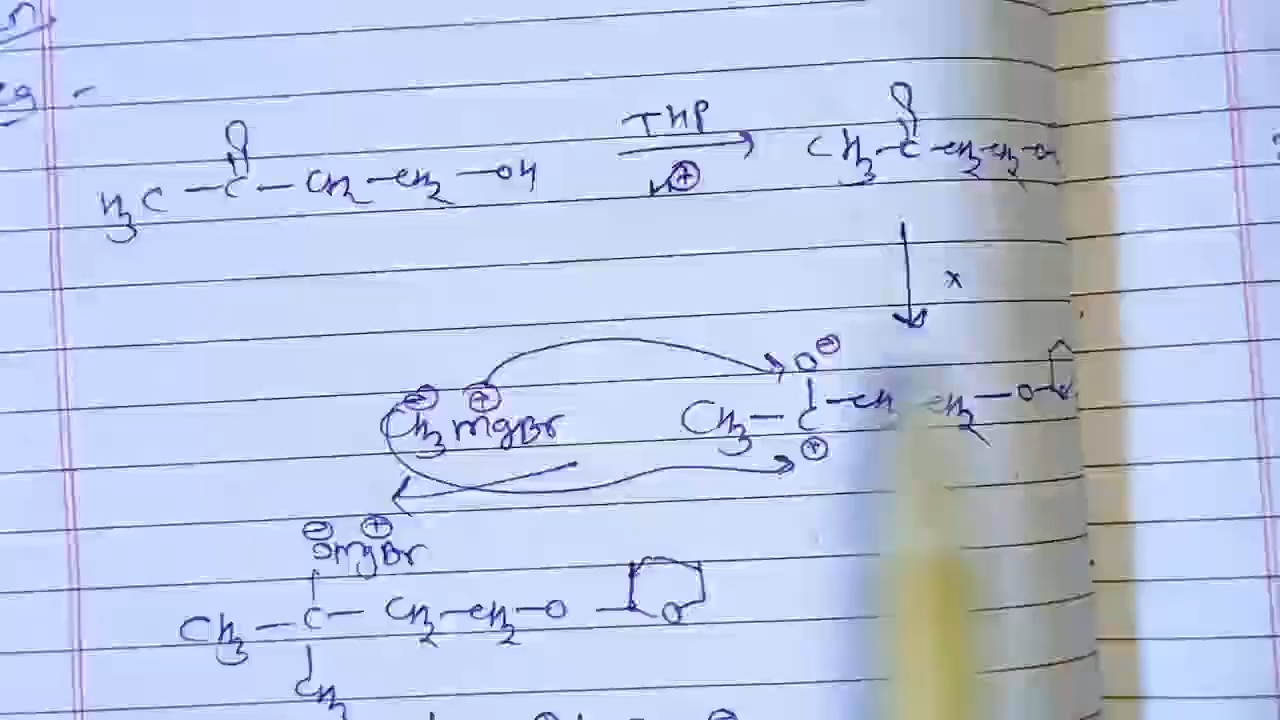 eg -
O O
H3C - C - CH2 - CH2 - OH THP H⊕ CH3 - C - CH2 - CH2 - O
x
⊖ ⊕ O⊖
CH3 MgBr CH3 - C - CH2 CH2 - O
⊕
⊖ ⊕
OMgBr
CH3 - C - CH2 - CH2 - O - O
CH3